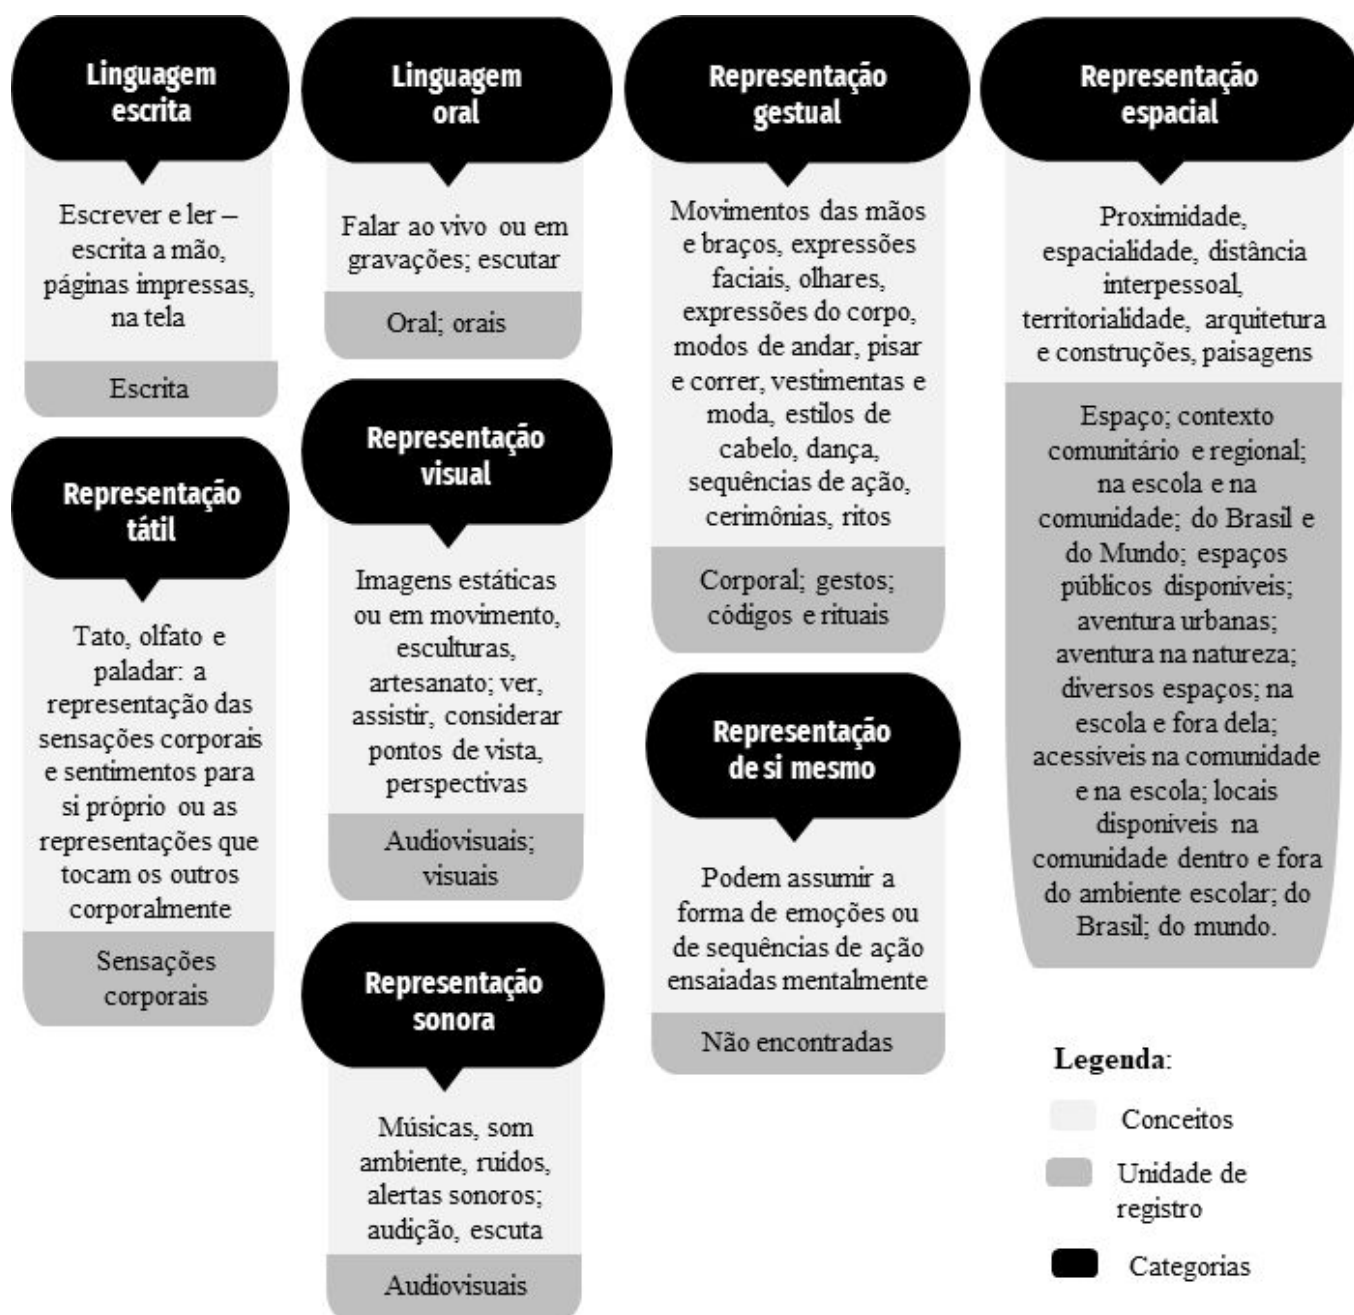 Linguagem
escrita
Escrever e ler –
escrita a mão,
páginas impressas,
na tela
Escrita
Representação
tátil
Tato, olfato e
paladar: a
representação das
sensações corporais
e sentimentos para
si próprio ou as
representações que
tocam os outros
corporalmente
Sensações
corporais
Linguagem
oral
Falar ao vivo ou em
gravações; escutar
Oral; orais
Representação
visual
Imagens estáticas
ou em movimento,
esculturas,
artesanato; ver,
assistir, considerar
pontos de vista,
perspectivas
Audiovisuais;
visuais
Representação
sonora
Músicas, som
ambiente, ruidos,
alertas sonoros;
audição, escuta
Audiovisuais
Representação
gestual
Movimentos das mãos
e braços, expressões
faciais, olhares,
expressões do corpo,
modos de andar, pisar
e correr, vestimentas e
moda, estilos de
cabelo, dança,
sequências de ação,
cerimônias, ritos
Corporal; gestos;
códigos e rituais
Representação
de si mesmo
Podem assumir a
forma de emoções ou
de sequências de ação
ensaiadas mentalmente
Não encontradas
Representação
espacial
Proximidade,
espacialidade, distância
interpessoal,
territorialidade, arquitetura
e construções, paisagens
Espaço; contexto
comunitário e regional;
na escola e na
comunidade; do Brasil e
do Mundo; espaços
públicos disponíveis;
aventura urbanas;
aventura na natureza;
diversos espaços; na
escola e fora dela;
acessíveis na comunidade
e na escola; locais
disponíveis na
comunidade dentro e fora
do ambiente escolar; do
Brasil; do mundo.
Legenda:
Conceitos
Unidade de
registro
Categorias